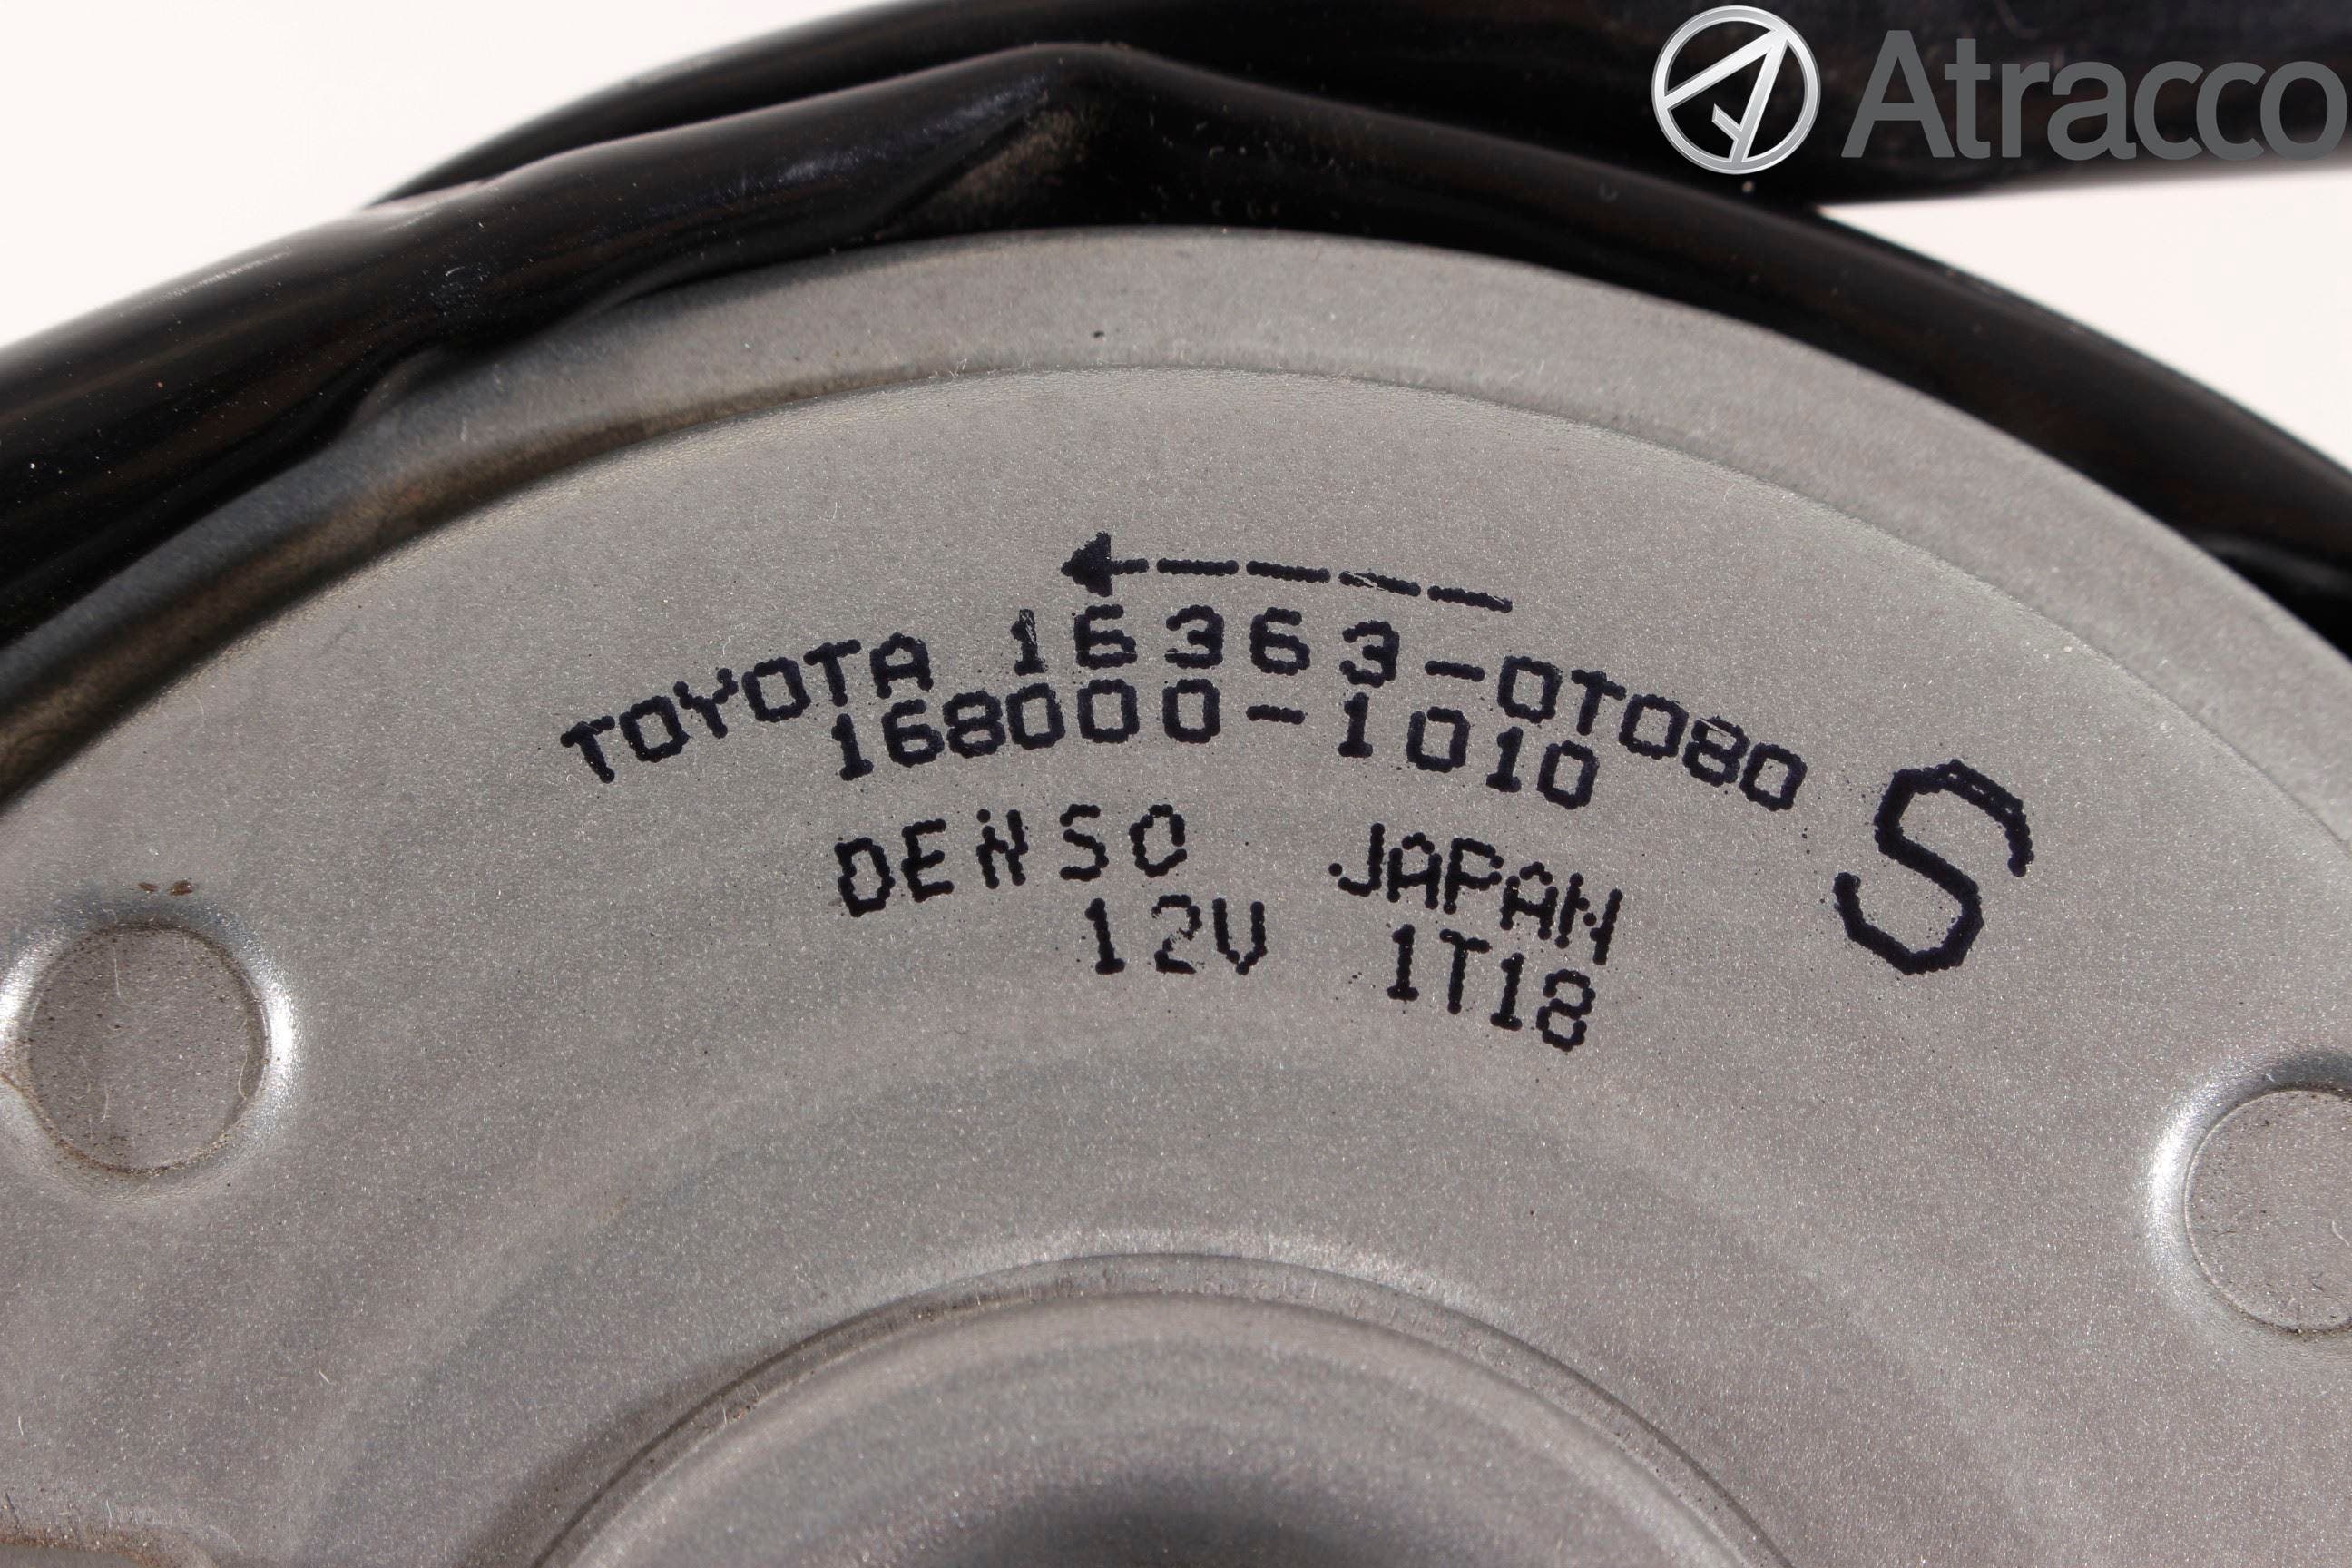 Atracco
TOYOTA 16363-0T080
168000-1010
S
DENSO JAPAN
12V 1T18